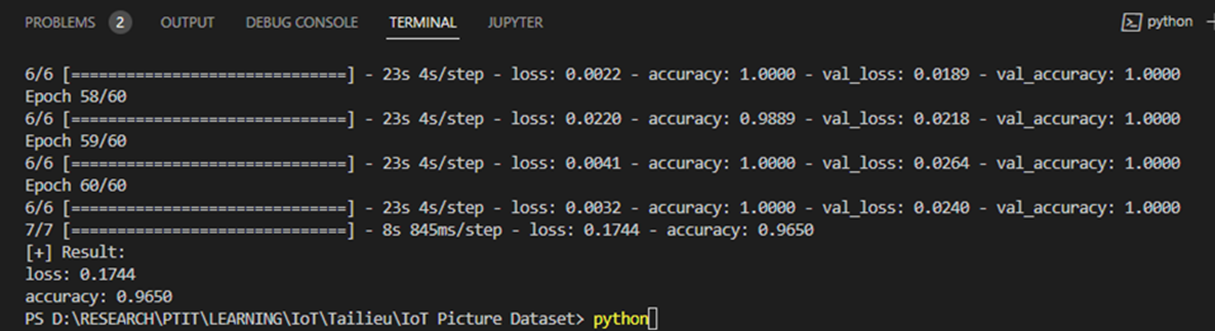 PROBLEMS 2 OUTPUT DEBUG CONSOLE TERMINAL JUPYTER python
6/6 [==============================] - 23s 4s/step - loss: 0.0022 - accuracy: 1.0000 - val_loss: 0.0189 - val_accuracy: 1.0000
Epoch 58/60
6/6 [==============================] - 23s 4s/step - loss: 0.0220 - accuracy: 0.9889 - val_loss: 0.0218 - val_accuracy: 1.0000
Epoch 59/60
6/6 [==============================] - 23s 4s/step - loss: 0.0041 - accuracy: 1.0000 - val_loss: 0.0264 - val_accuracy: 1.0000
Epoch 60/60
6/6 [==============================] - 23s 4s/step - loss: 0.0032 - accuracy: 1.0000 - val_loss: 0.0240 - val_accuracy: 1.0000
7/7 [==============================] - 8s 845ms/step - loss: 0.1744 - accuracy: 0.9650
[+] Result:
loss: 0.1744
accuracy: 0.9650
PS D:\RESEARCH\PTIT\LEARNING\IoT\Tailieu\IoT Picture Dataset> python